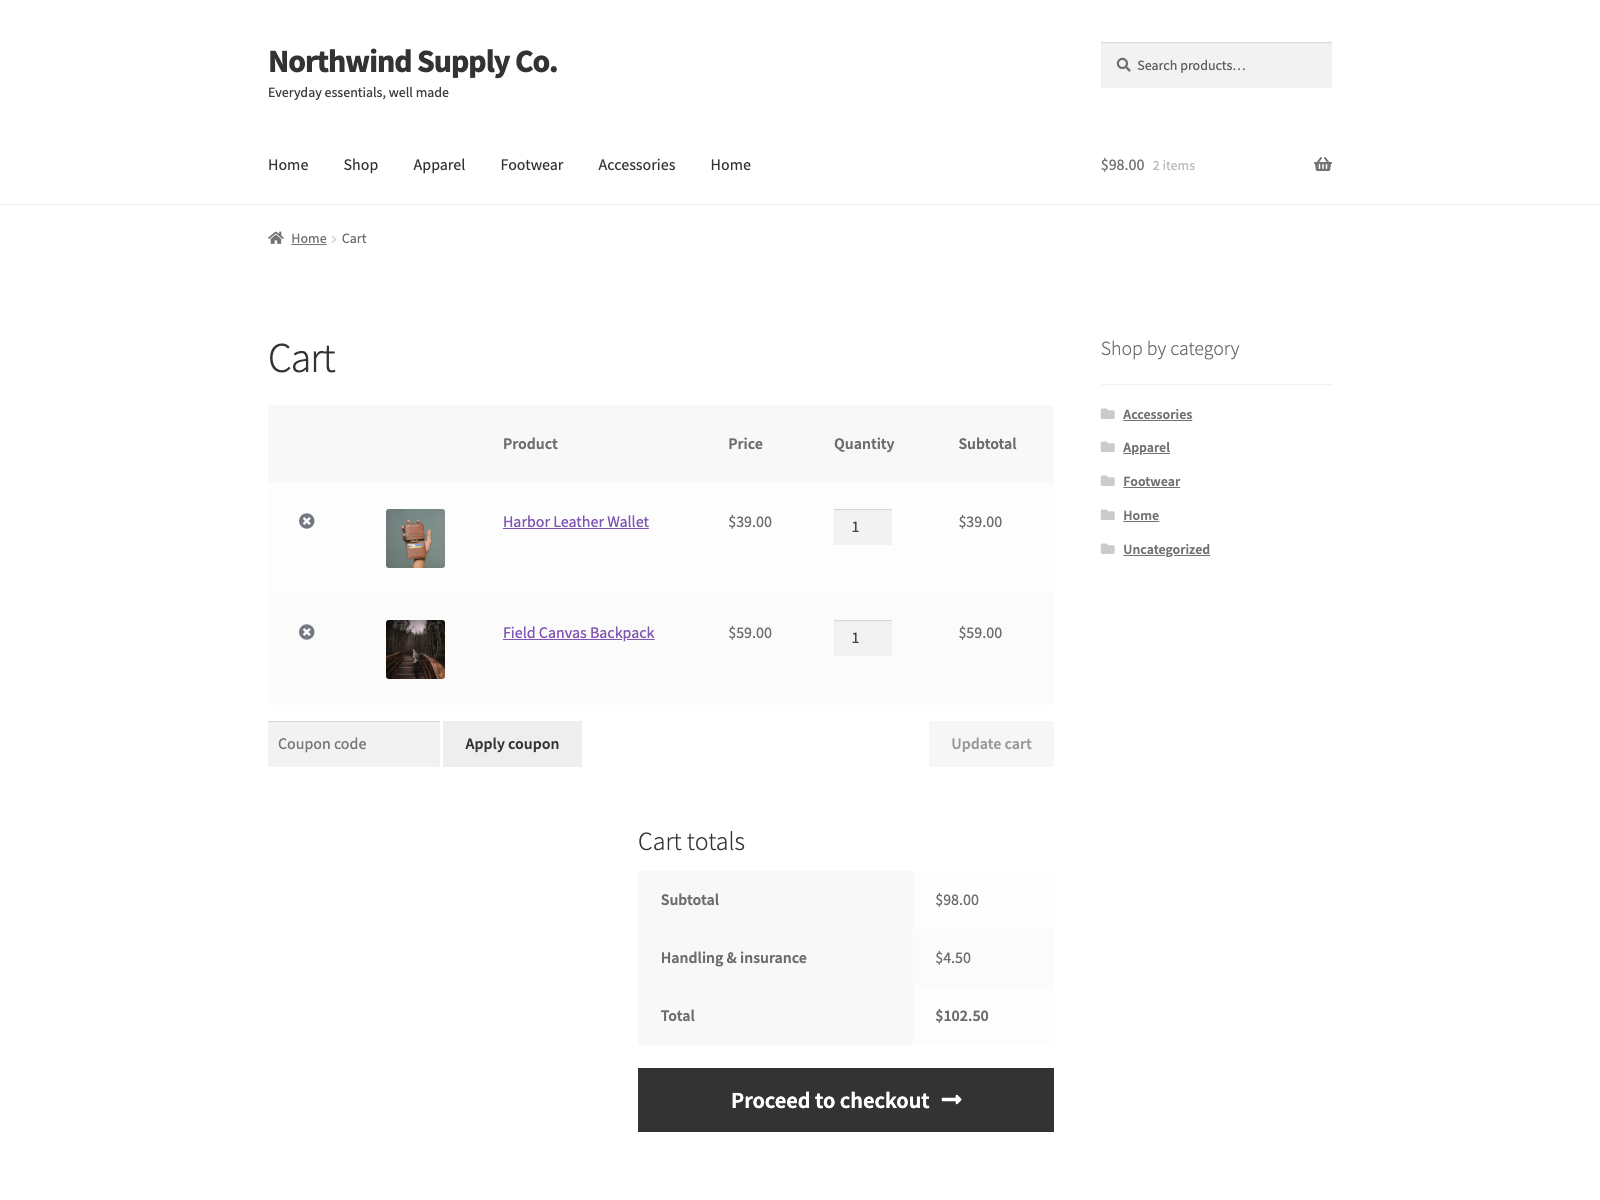 Northwind Supply Co.
Everyday essentials, well made
Search products…
Home Shop Apparel Footwear Accessories Home
$98.00 2 items
Home Cart
Cart
Product Price Quantity Subtotal
Harbor Leather Wallet $39.00 1 $39.00
Field Canvas Backpack $59.00 1 $59.00
Coupon code Apply coupon Update cart
Cart totals
Subtotal $98.00
Handling & insurance $4.50
Total $102.50
Proceed to checkout
Shop by category
Accessories
Apparel
Footwear
Home
Uncategorized